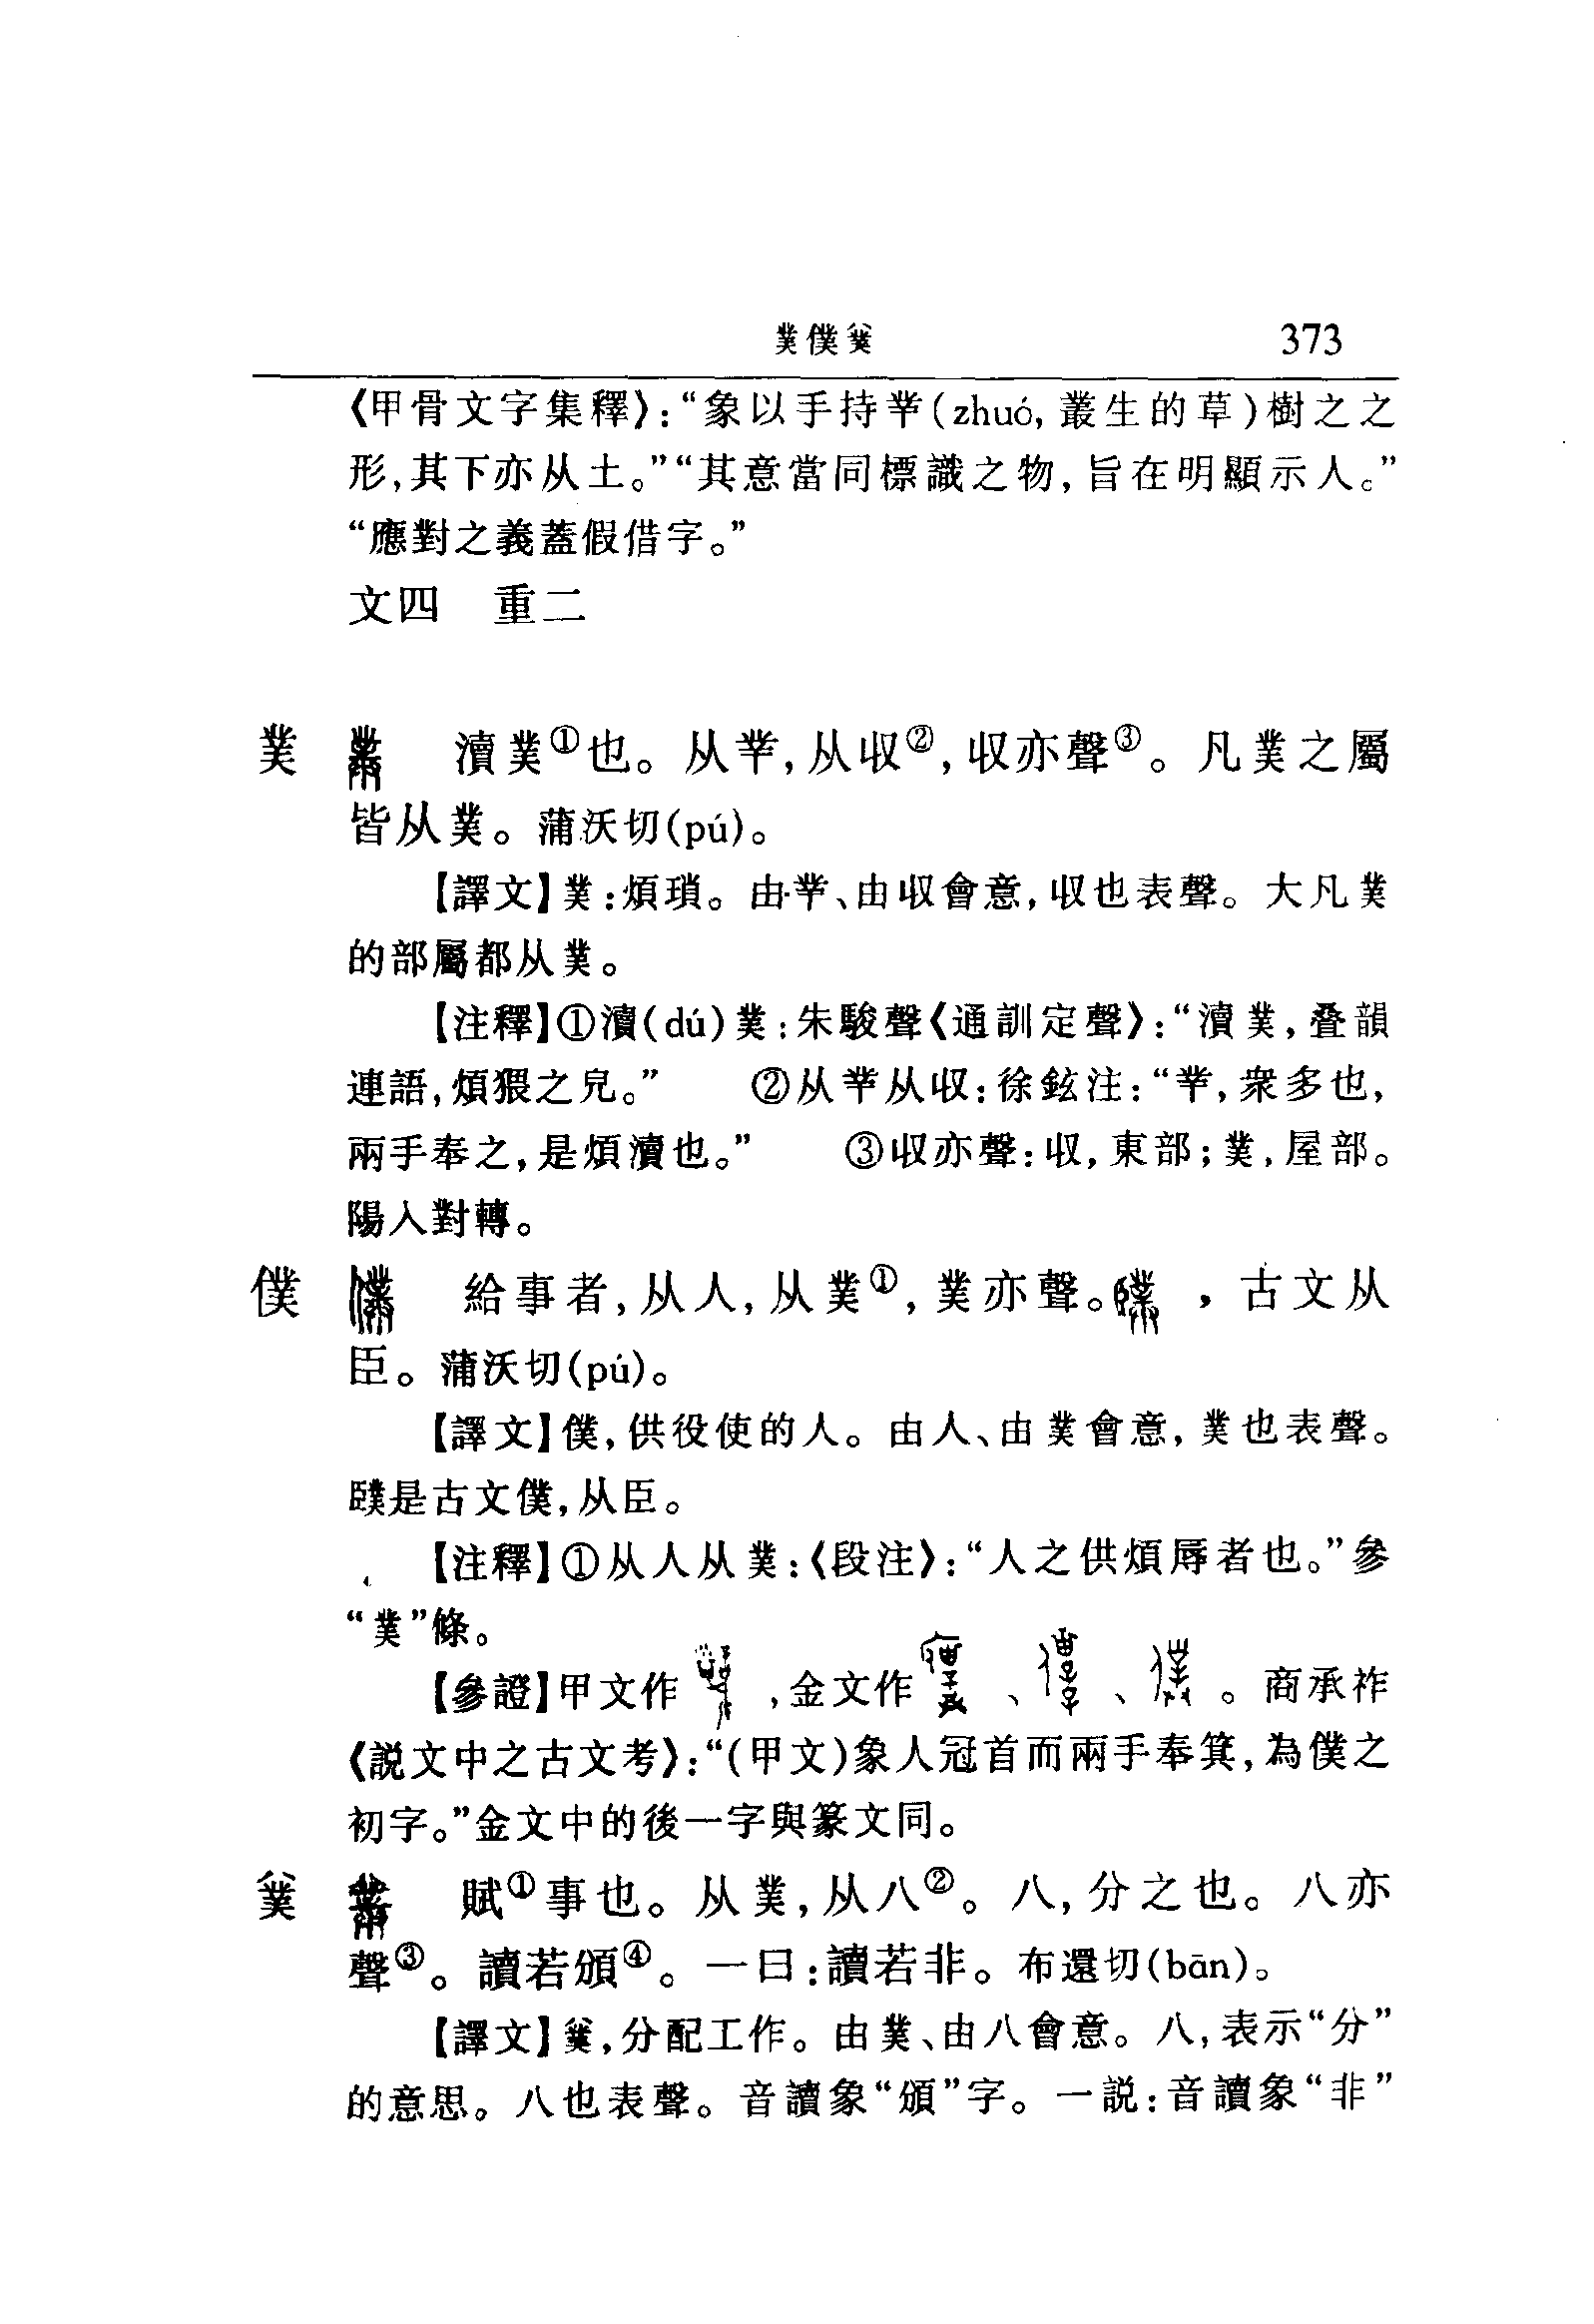 菐僕𤾂 373
《甲骨文字集釋》:“象以手持丵(zhuó,叢生的草)樹之之
形,其下亦从土。”“其意當同標識之物,旨在明顯示人。”
“應對之義蓋假借字。”
文四　重二
菐　瀆菐①也。从丵,从収②,収亦聲③。凡菐之屬
皆从菐。蒲沃切(pú)。
【譯文】菐:煩瑣。由丵、由収會意,収也表聲。大凡菐
的部屬都从菐。
【注釋】①瀆(dú)菐:朱駿聲《通訓定聲》:“瀆菐,叠韻
連語,煩猥之皃。”　②从丵从収:徐鉉注:“丵,衆多也,
兩手奉之,是煩瀆也。”　③収亦聲:収,東部;菐,屋部。
陽入對轉。
僕　給事者,从人,从菐①,菐亦聲。,古文从
臣。蒲沃切(pú)。
【譯文】僕,供役使的人。由人、由菐會意,菐也表聲。
𦣺是古文僕,从臣。
【注釋】①从人从菐:《段注》:“人之供煩辱者也。”參
“菐”條。
【參證】甲文作,金文作、、。商承祚
《説文中之古文考》:“(甲文)象人冠首而兩手奉箕,為僕之
初字。”金文中的後一字與篆文同。
賦①事也。从菐,从八②。八,分之也。八亦
聲③。讀若頒④。一曰:讀若非。布還切(bān)。
【譯文】,分配工作。由菐、由八會意。八,表示“分”
的意思。八也表聲。音讀象“頒”字。一説:音讀象“非”